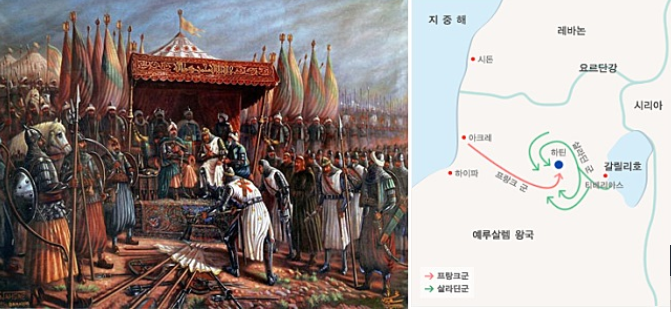 지 중 해
레바논
시돈
요르단강
시리아
아크레
하틴
살라딘 군
갈릴리호
하이파
프랑크 군
티베리아스
예루살렘 왕국
프랑크군
살라딘군